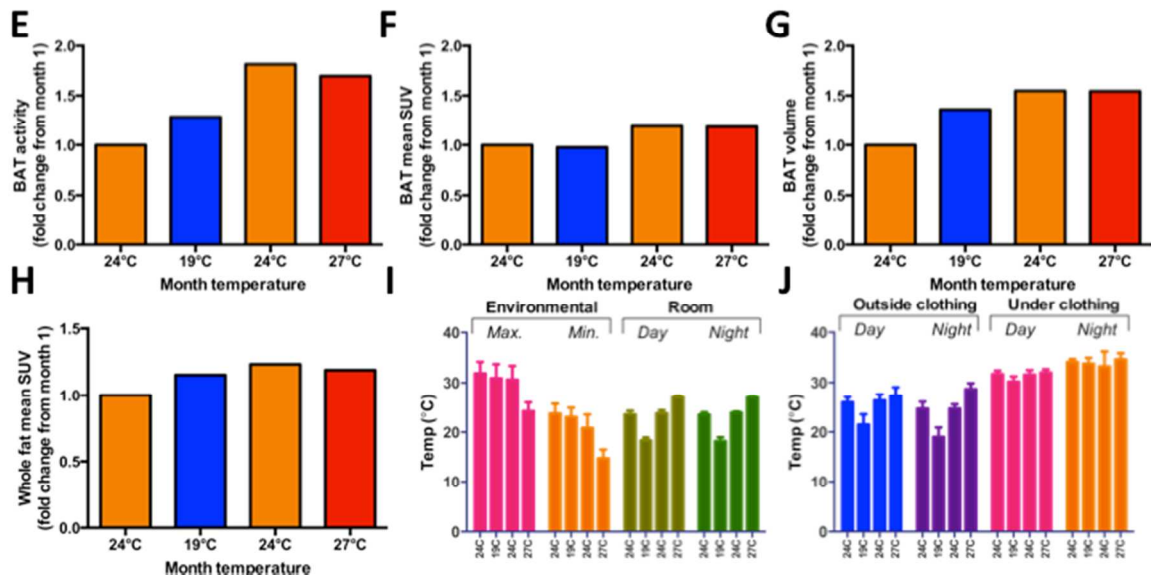 E
2.0
1.5
1.0
0.5
0.0
BAT activity
(fold change from month 1)
24°C 19°C 24°C 27°C
Month temperature
F
2.0
1.5
1.0
0.5
0.0
BAT mean SUV
(fold change from month 1)
24°C 19°C 24°C 27°C
Month temperature
G
2.0
1.5
1.0
0.5
0.0
BAT volume
(fold change from month 1)
24°C 19°C 24°C 27°C
Month temperature
H
1.5
1.0
0.5
0.0
Whole fat mean SUV
(fold change from month 1)
24°C 19°C 24°C 27°C
Month temperature
I
Environmental Room
Max. Min. Day Night
40
30
20
10
0
Temp (°C)
24C 19C 24C 27C 24C 19C 24C 27C 24C 19C 24C 27C 24C 19C 24C 27C
J
Outside clothing Under clothing
Day Night Day Night
40
30
20
10
0
Temp (°C)
24C 19C 24C 27C 24C 19C 24C 27C 24C 19C 24C 27C 24C 19C 24C 27C